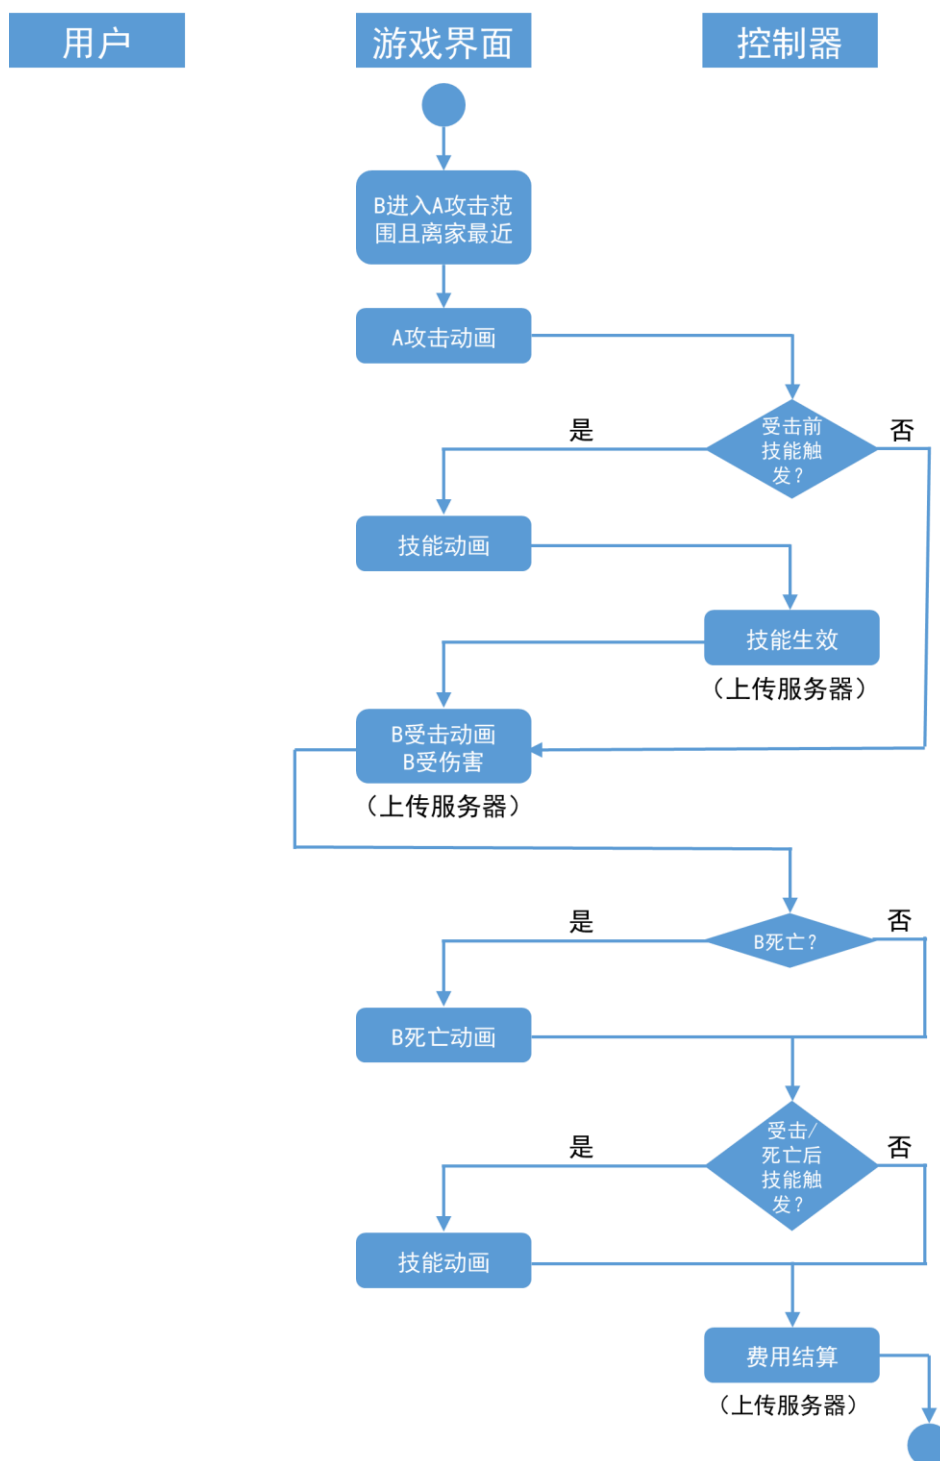 用户
游戏界面
控制器
B进入A攻击范
围且离家最近
A攻击动画
受击前
技能触
发？
是
否
技能动画
技能生效
（上传服务器）
B受击动画
B受伤害
（上传服务器）
B死亡？
是
否
B死亡动画
受击/
死亡后
技能触
发？
是
否
技能动画
费用结算
（上传服务器）